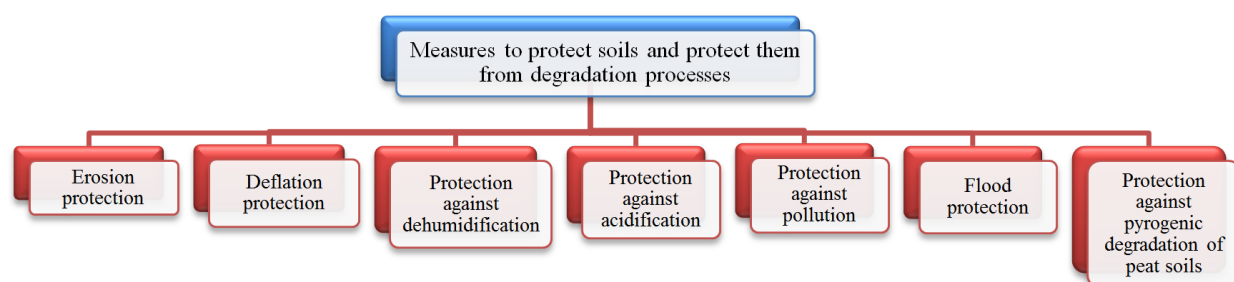 Measures to protect soils and protect them
from degradation processes
Erosion
protection
Deflation
protection
Protection
against
dehumidification
Protection
against
acidification
Protection
against
pollution
Flood
protection
Protection
against
pyrogenic
degradation of
peat soils